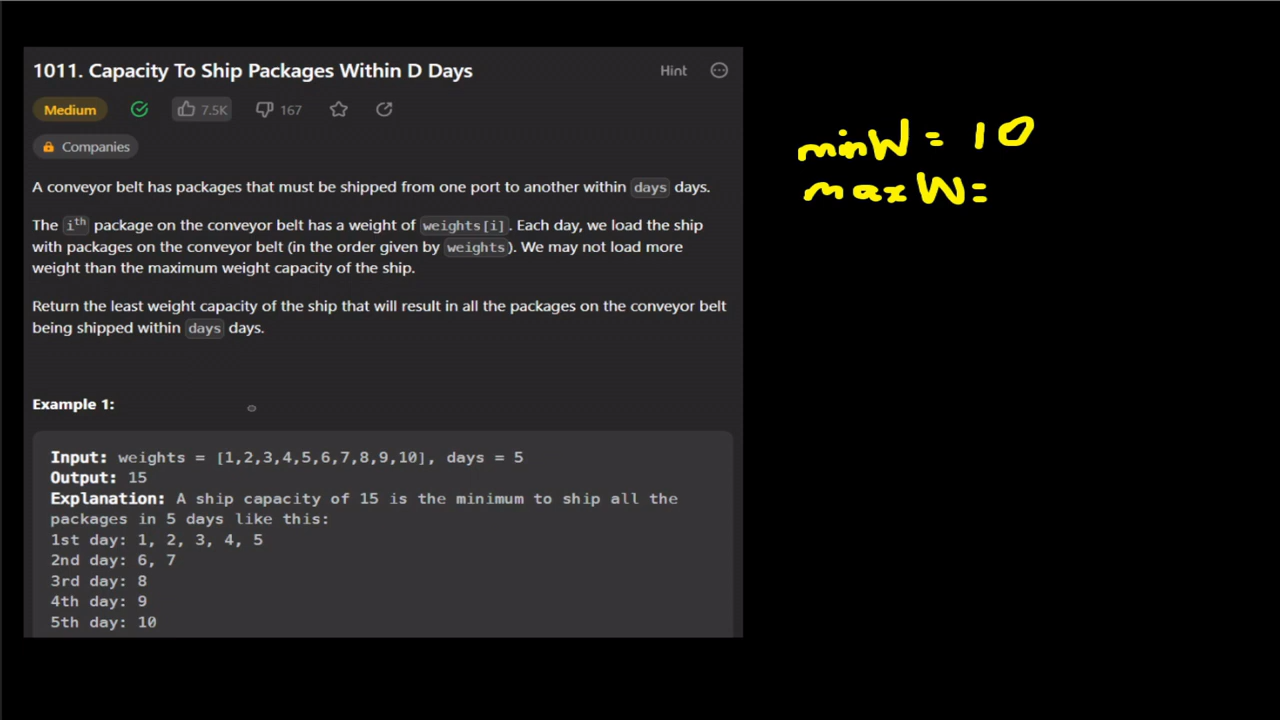 1011. Capacity To Ship Packages Within D Days
Hint
Medium
7.5K
167
Companies
A conveyor belt has packages that must be shipped from one port to another within days days.
The ith package on the conveyor belt has a weight of weights[i]. Each day, we load the ship
with packages on the conveyor belt (in the order given by weights). We may not load more
weight than the maximum weight capacity of the ship.
Return the least weight capacity of the ship that will result in all the packages on the conveyor belt
being shipped within days days.
Example 1:
Input: weights = [1,2,3,4,5,6,7,8,9,10], days = 5
Output: 15
Explanation: A ship capacity of 15 is the minimum to ship all the
packages in 5 days like this:
1st day: 1, 2, 3, 4, 5
2nd day: 6, 7
3rd day: 8
4th day: 9
5th day: 10
minW = 10
maxW=